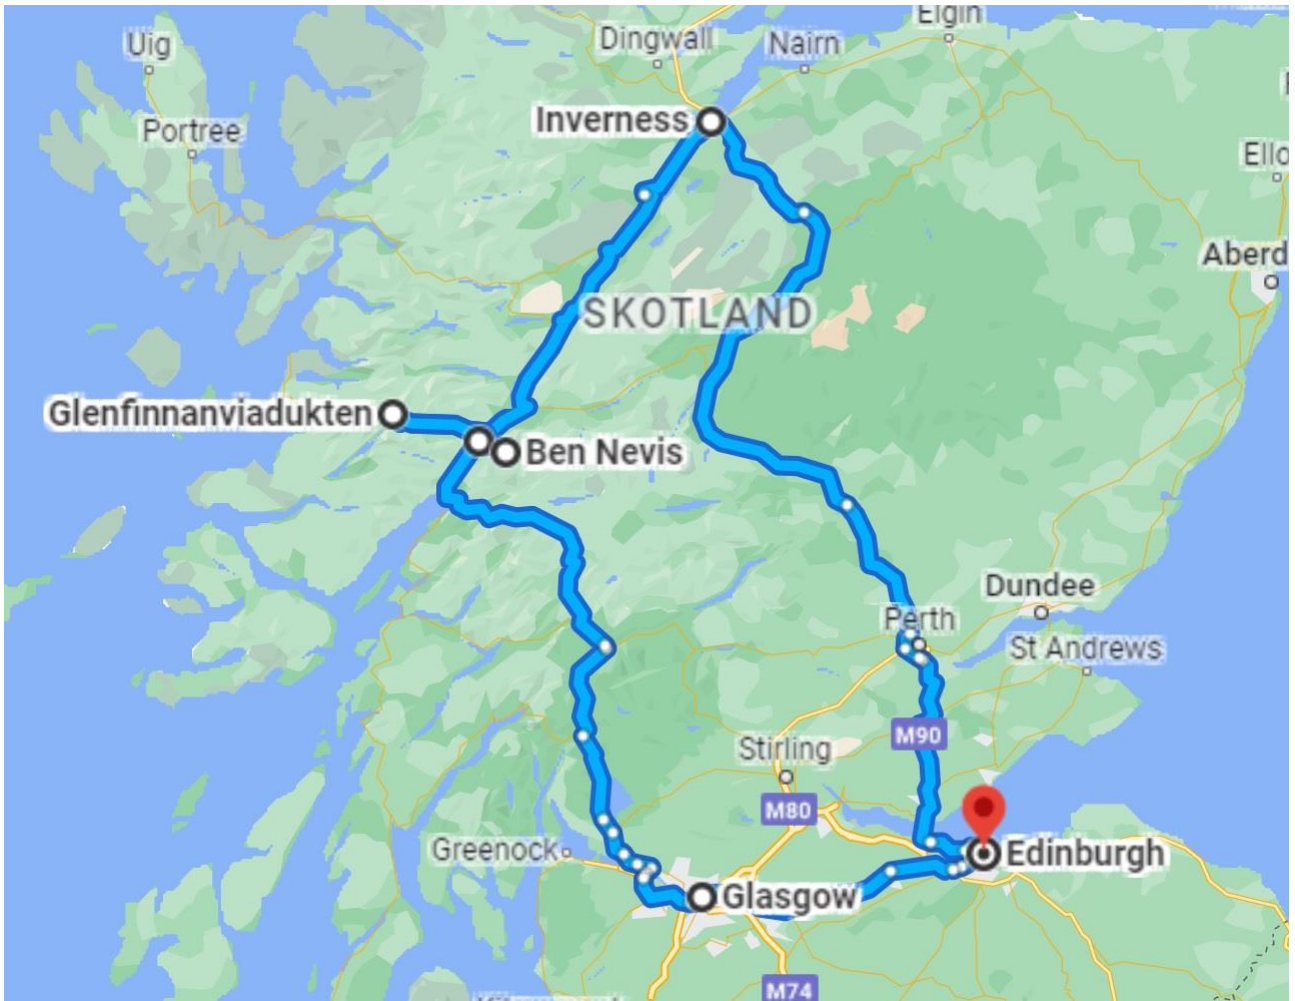 Elgin
Uig
Dingwall
Nairn
Inverness
Portree
Ello
Aberd
SKOTLAND
Glenfinnanviadukten
Ben Nevis
Dundee
Perth
St Andrews
M90
Stirling
M80
Greenock
Edinburgh
Glasgow
M74